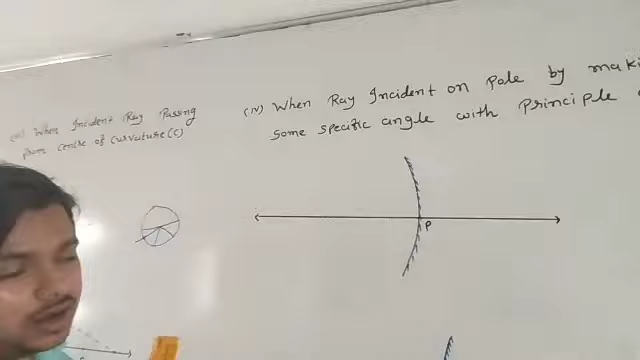 When Incident Ray Passing
from centre of curvature (C)
(iv) When Ray Incident on Pole by maki
some specific angle with Principle
P